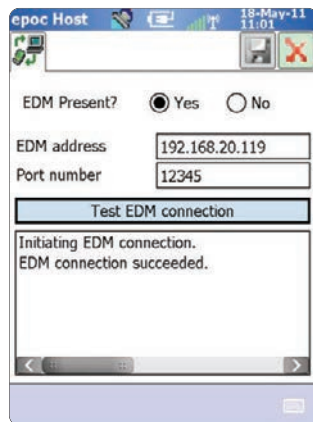 epoc Host 18-May-11
11:01
EDM Present? Yes No
EDM address 192.168.20.119
Port number 12345
Test EDM connection
Initiating EDM connection.
EDM connection succeeded.